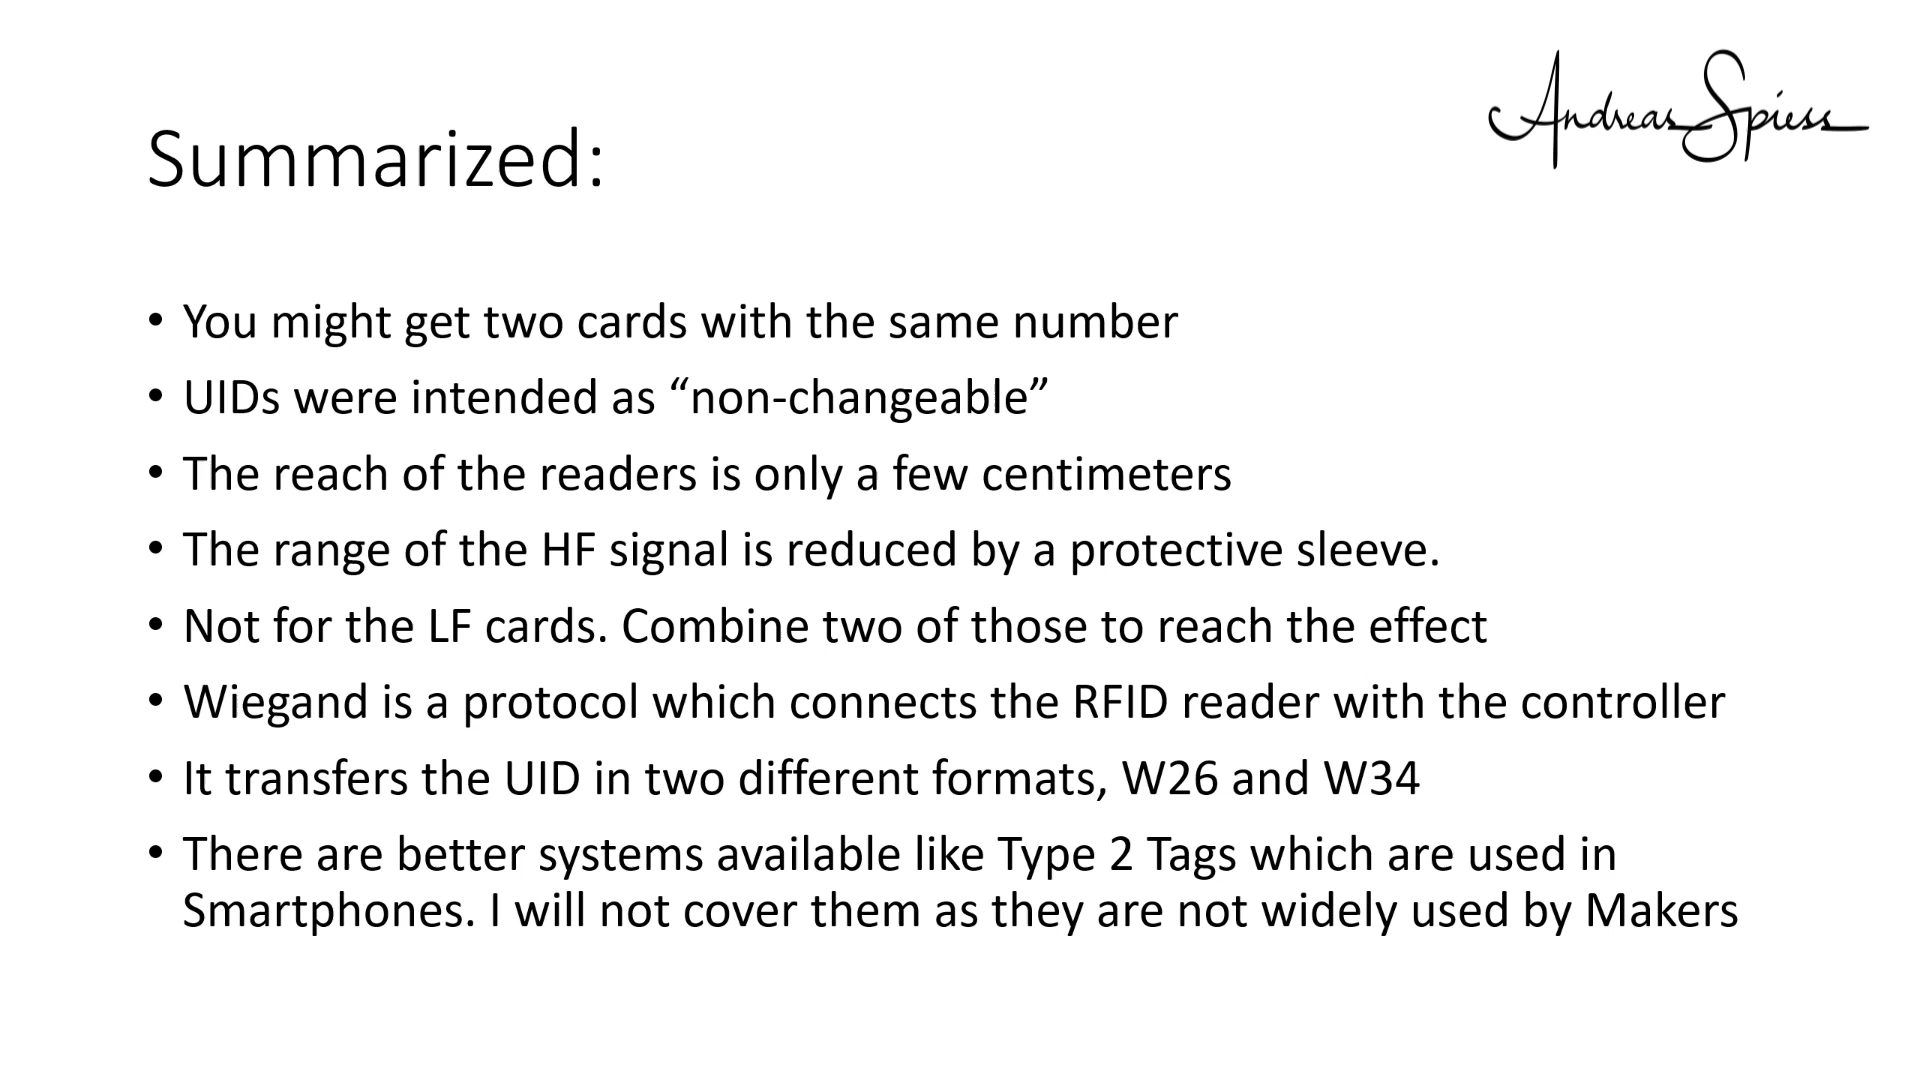 Andreas Spiess
Summarized:
• You might get two cards with the same number
• UIDs were intended as “non-changeable”
• The reach of the readers is only a few centimeters
• The range of the HF signal is reduced by a protective sleeve.
• Not for the LF cards. Combine two of those to reach the effect
• Wiegand is a protocol which connects the RFID reader with the controller
• It transfers the UID in two different formats, W26 and W34
• There are better systems available like Type 2 Tags which are used in
Smartphones. I will not cover them as they are not widely used by Makers